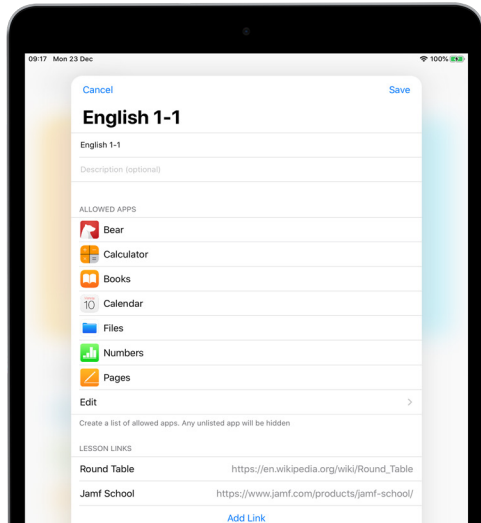 09:17 Mon 23 Dec 100%
Cancel Save
English 1-1
English 1-1
Description (optional)
ALLOWED APPS
Bear
Calculator
Books
10 Calendar
Files
Numbers
Pages
Edit
Create a list of allowed apps. Any unlisted app will be hidden
LESSON LINKS
Round Table https://en.wikipedia.org/wiki/Round_Table
Jamf School https://www.jamf.com/products/jamf-school/
Add Link